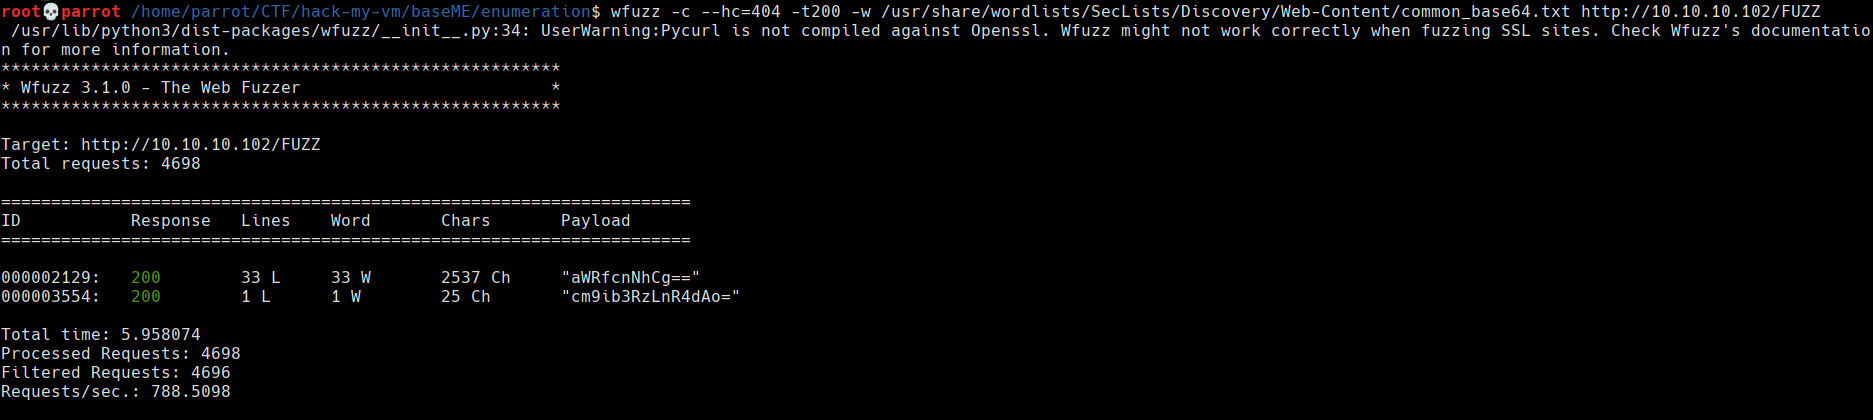 root💀parrot /home/parrot/CTF/hack-my-vm/baseME/enumeration$ wfuzz -c --hc=404 -t200 -w /usr/share/wordlists/SecLists/Discovery/Web-Content/common_base64.txt http://10.10.10.102/FUZZ
 /usr/lib/python3/dist-packages/wfuzz/__init__.py:34: UserWarning:Pycurl is not compiled against Openssl. Wfuzz might not work correctly when fuzzing SSL sites. Check Wfuzz's documentatio
n for more information.
********************************************************
* Wfuzz 3.1.0 - The Web Fuzzer                         *
********************************************************

Target: http://10.10.10.102/FUZZ
Total requests: 4698

=====================================================================
ID           Response   Lines    Word       Chars       Payload
=====================================================================

000002129:   200        33 L     33 W       2537 Ch     "aWRfcnNhCg=="
000003554:   200        1 L      1 W        25 Ch       "cm9ib3RzLnR4dAo="

Total time: 5.958074
Processed Requests: 4698
Filtered Requests: 4696
Requests/sec.: 788.5098